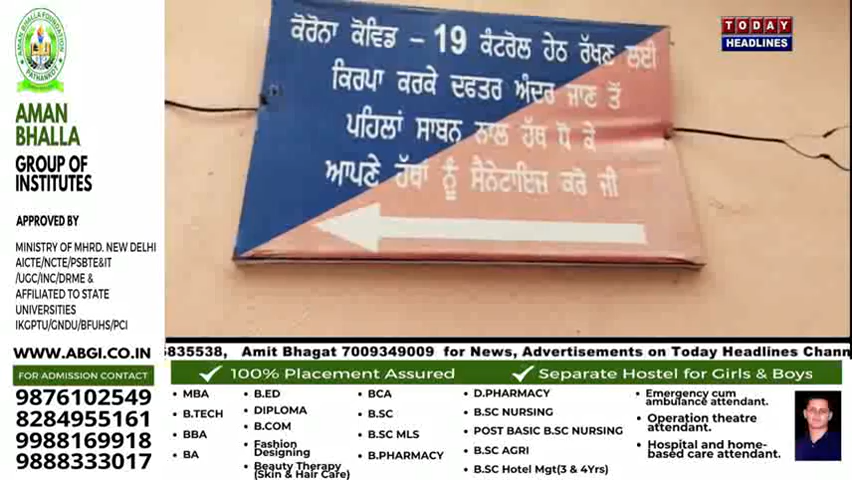 AMAN BHALLA FOUNDATION
PATHANKOT
AMAN
BHALLA
GROUP OF
INSTITUTES
APPROVED BY
MINISTRY OF MHRD. NEW DELHI
AICTE/NCTE/PSBTE&IT
/UGC/INC/DRME &
AFFILIATED TO STATE
UNIVERSITIES
IKGPTU/GNDU/BFUHS/PCI
WWW.ABGI.CO.IN
FOR ADMISSION CONTACT
9876102549
8284955161
9988169918
9888333017
ਕੋਰੋਨਾ ਕੋਵਿਡ – 19 ਕੰਟਰੋਲ ਹੇਠ ਰੱਖਣ ਲਈ
ਕਿਰਪਾ ਕਰਕੇ ਦਫਤਰ ਅੰਦਰ ਜਾਣ ਤੋਂ
ਪਹਿਲਾਂ ਸਾਬਨ ਨਾਲ ਹੱਥ ਧੋ ਕੇ
ਆਪਣੇ ਹੱਥਾਂ ਨੂੰ ਸੈਨੇਟਾਇਜ਼ ਕਰੋ ਜੀ
TODAY
HEADLINES
6835538, Amit Bhagat 7009349009 for News, Advertisements on Today Headlines Chann
100% Placement Assured
Separate Hostel for Girls & Boys
• MBA
• B.TECH
• BBA
• BA
• B.ED
• DIPLOMA
• B.COM
• Fashion
Designing
• Beauty Therapy
(Skin & Hair Care)
• BCA
• B.SC
• B.SC MLS
• B.PHARMACY
• D.PHARMACY
• B.SC NURSING
• POST BASIC B.SC NURSING
• B.SC AGRI
• B.SC Hotel Mgt(3 & 4Yrs)
• Emergency cum
ambulance attendant.
• Operation theatre
attendant.
• Hospital and home-
based care attendant.